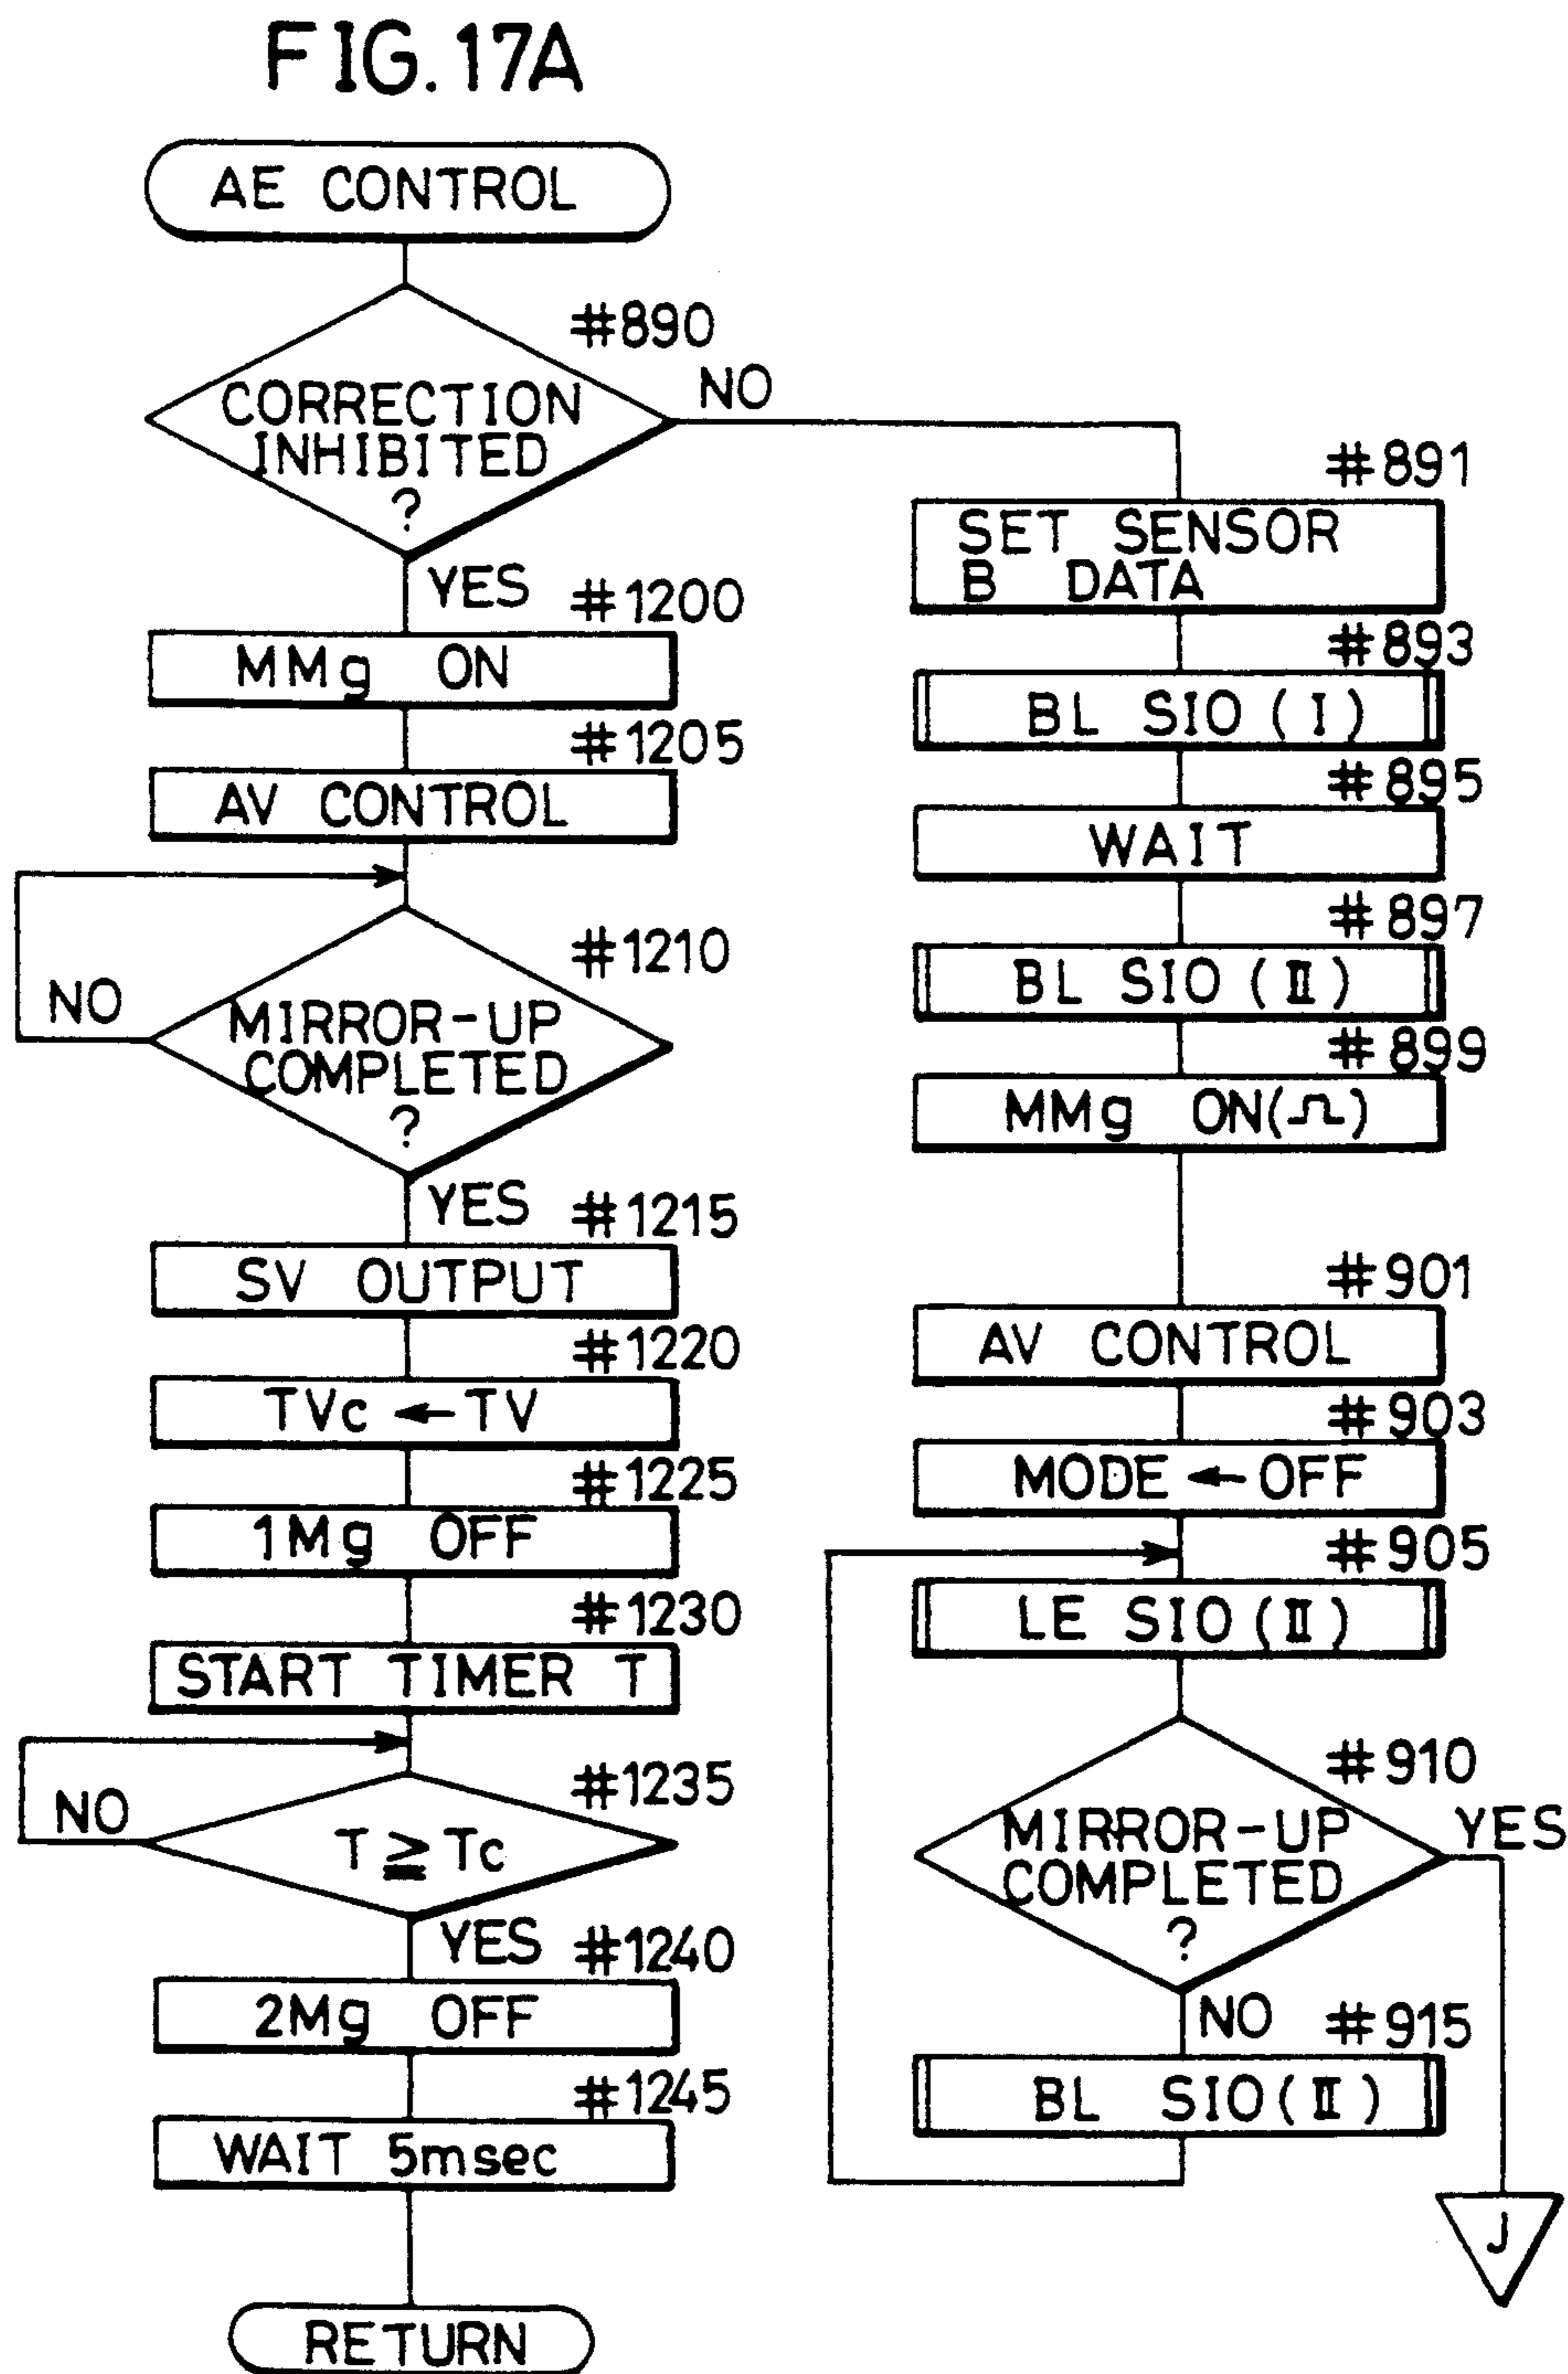 FIG. 17A
AE CONTROL
#890
CORRECTION
INHIBITED
?
NO
YES
#1200
MMg ON
#1205
AV CONTROL
#1210
NO
MIRROR-UP
COMPLETED
?
YES
#1215
SV OUTPUT
#1220
TVc ← TV
#1225
1Mg OFF
#1230
START TIMER T
#1235
NO
T ≧ Tc
YES
#1240
2Mg OFF
#1245
WAIT 5msec
RETURN
#891
SET SENSOR
B DATA
#893
BL SIO (I)
#895
WAIT
#897
BL SIO (II)
#899
MMg ON(⎍)
#901
AV CONTROL
#903
MODE ← OFF
#905
LE SIO (II)
#910
MIRROR-UP
COMPLETED
?
YES
NO
#915
BL SIO (II)
J